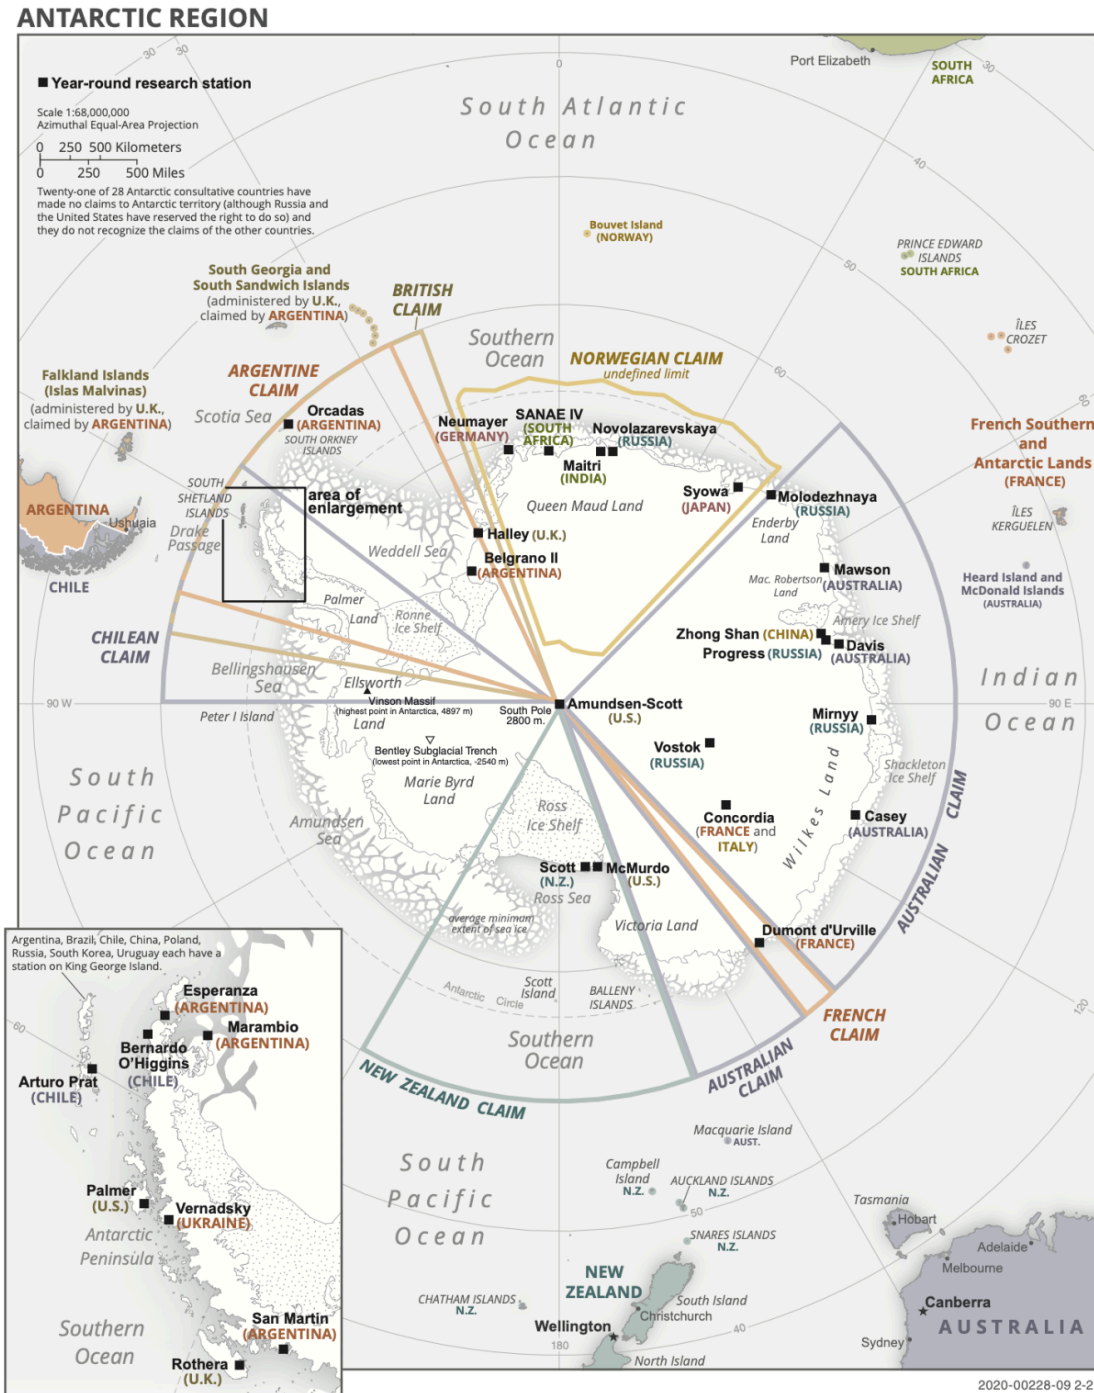 ANTARCTIC REGION
30
30
0
30
Port Elizabeth
SOUTH
AFRICA
■ Year-round research station
Scale 1:68,000,000
Azimuthal Equal-Area Projection
0 250 500 Kilometers
0 250 500 Miles
Twenty-one of 28 Antarctic consultative countries have
made no claims to Antarctic territory (although Russia and
the United States have reserved the right to do so) and
they do not recognize the claims of the other countries.
South Atlantic
Ocean
40
Bouvet Island
(NORWAY)
50
PRINCE EDWARD
ISLANDS
SOUTH AFRICA
South Georgia and
South Sandwich Islands
(administered by U.K.,
claimed by ARGENTINA)
BRITISH
CLAIM
ÎLES
CROZET
Southern
Ocean
NORWEGIAN CLAIM
undefined limit
60
60
ARGENTINE
CLAIM
Falkland Islands
(Islas Malvinas)
(administered by U.K.,
claimed by ARGENTINA)
Scotia Sea
Orcadas
(ARGENTINA)
SOUTH ORKNEY
ISLANDS
Neumayer
(GERMANY)
SANAE IV
(SOUTH
AFRICA)
Novolazarevskaya
(RUSSIA)
Maitri
(INDIA)
French Southern
and
Antarctic Lands
(FRANCE)
SOUTH
SHETLAND
ISLANDS
area of
enlargement
Queen Maud Land
Syowa
(JAPAN)
Molodezhnaya
(RUSSIA)
Enderby
Land
ÎLES
KERGUELEN
ARGENTINA
Ushuaia
Drake
Passage
CHILE
Weddell Sea
Halley (U.K.)
Belgrano II
(ARGENTINA)
Mawson
(AUSTRALIA)
Mac. Robertson
Land
Heard Island and
McDonald Islands
(AUSTRALIA)
Palmer
Land
Ronne
Ice Shelf
Amery Ice Shelf
CHILEAN
CLAIM
Zhong Shan (CHINA)
Progress (RUSSIA)
Davis
(AUSTRALIA)
Bellingshausen
Sea
Ellsworth
Land
Vinson Massif
(highest point in Antarctica, 4897 m)
South Pole
2800 m.
Amundsen-Scott
(U.S.)
90 W
90 E
Indian
Ocean
Peter I Island
Mirnyy
(RUSSIA)
Bentley Subglacial Trench
(lowest point in Antarctica, -2540 m)
Vostok
(RUSSIA)
Shackleton
Ice Shelf
South
Pacific
Ocean
Marie Byrd
Land
Ross
Ice Shelf
Concordia
(FRANCE and
ITALY)
Wilkes Land
Casey
(AUSTRALIA)
AUSTRALIAN CLAIM
Amundsen
Sea
Scott
(N.Z.)
McMurdo
(U.S.)
Ross Sea
average minimum
extent of sea ice
Victoria Land
Dumont d'Urville
(FRANCE)
Antarctic Circle
Scott
Island
BALLENY
ISLANDS
120
FRENCH
CLAIM
Southern
Ocean
AUSTRALIAN
CLAIM
NEW ZEALAND CLAIM
Argentina, Brazil, Chile, China, Poland,
Russia, South Korea, Uruguay each have a
station on King George Island.
60
Esperanza
(ARGENTINA)
Marambio
(ARGENTINA)
Bernardo
O'Higgins
(CHILE)
Arturo Prat
(CHILE)
Palmer
(U.S.)
Vernadsky
(UKRAINE)
Antarctic
Peninsula
Southern
Ocean
San Martin
(ARGENTINA)
Rothera
(U.K.)
South
Pacific
Ocean
Macquarie Island
AUST.
Campbell
Island
N.Z.
AUCKLAND ISLANDS
N.Z.
50
SNARES ISLANDS
N.Z.
Tasmania
Hobart
Adelaide
Melbourne
NEW
ZEALAND
CHATHAM ISLANDS
N.Z.
South Island
Christchurch
Wellington
Canberra
AUSTRALIA
Sydney
40
180
North Island
2020-00228-09 2-2